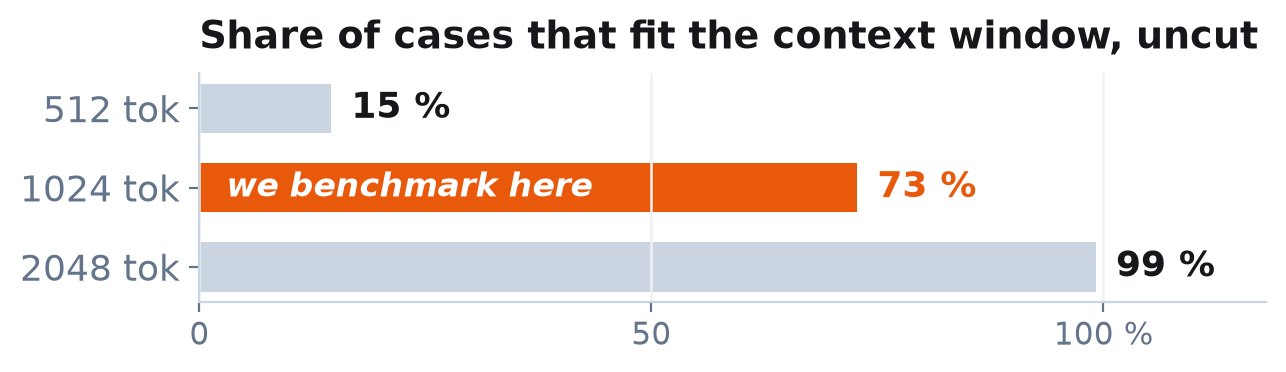 Share of cases that fit the context window, uncut
512 tok 15 %
1024 tok we benchmark here 73 %
2048 tok 99 %
0 50 100 %